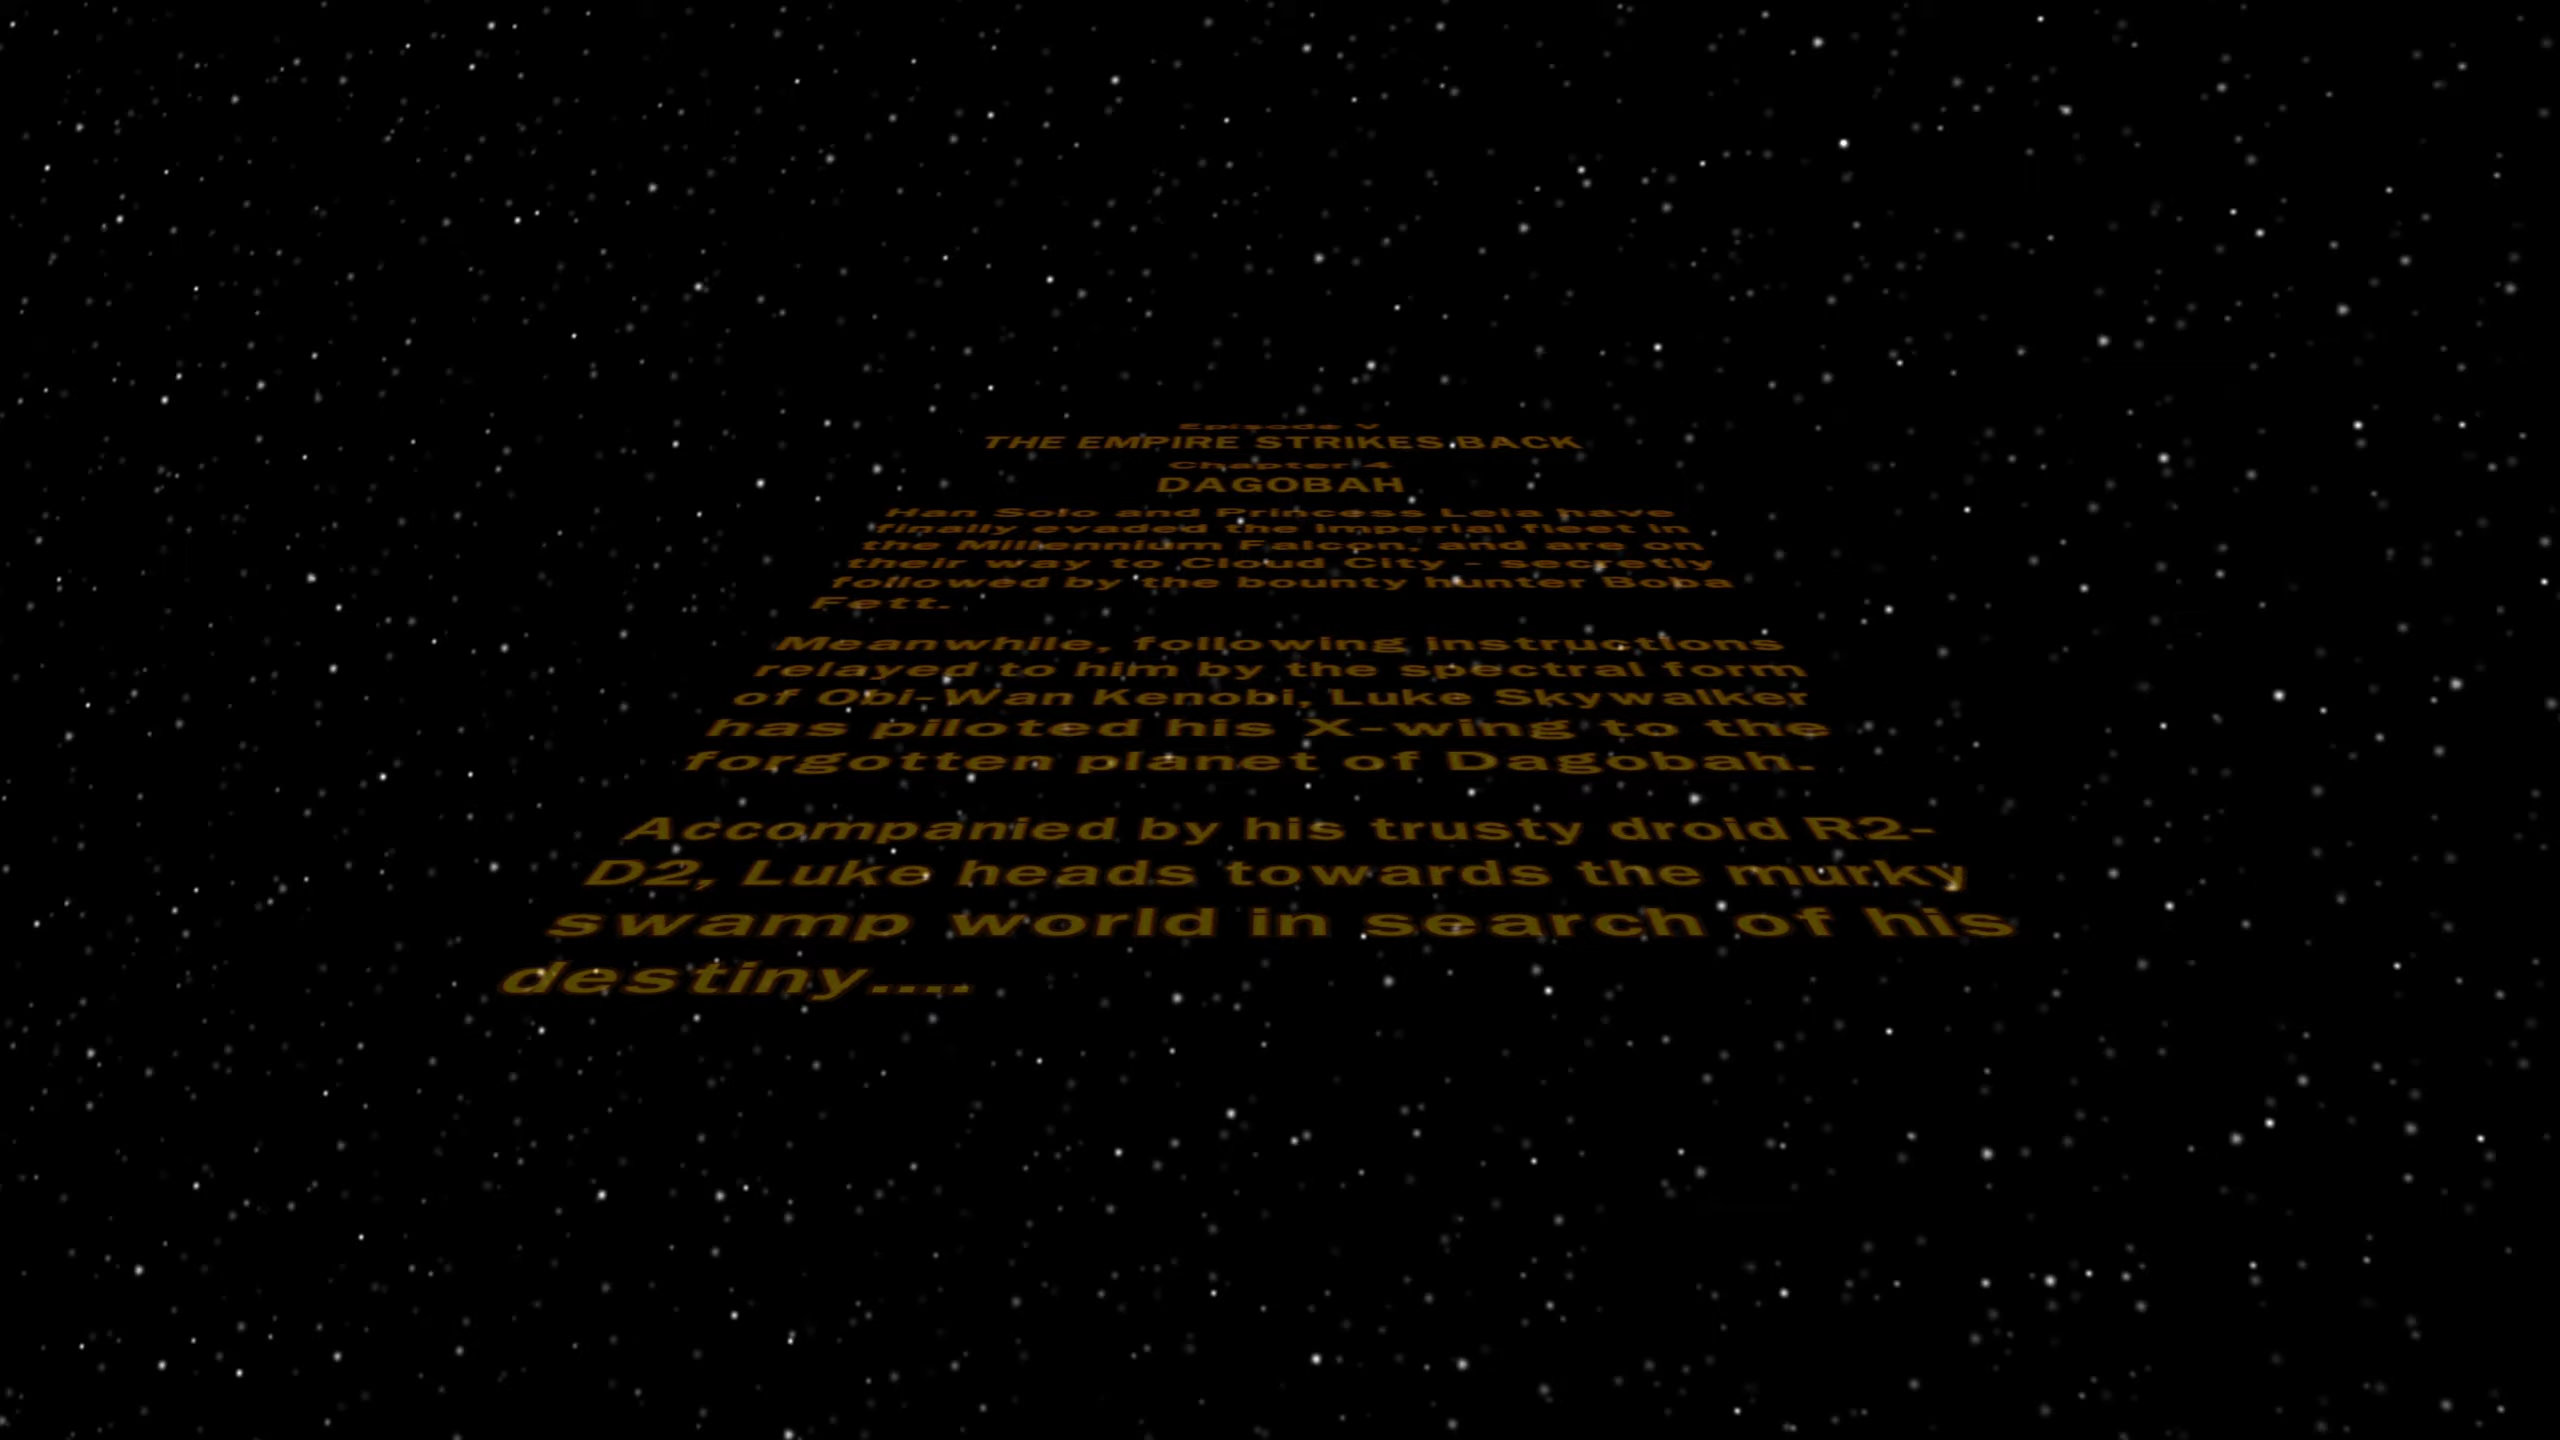 Episode V
THE EMPIRE STRIKES BACK
Chapter 4
DAGOBAH
Han Solo and Princess Leia have
finally evaded the Imperial fleet in
the Millennium Falcon, and are on
their way to Cloud City - secretly
followed by the bounty hunter Boba
Fett.
Meanwhile, following instructions
relayed to him by the spectral form
of Obi-Wan Kenobi, Luke Skywalker
has piloted his X-wing to the
forgotten planet of Dagobah.
Accompanied by his trusty droid R2-
D2, Luke heads towards the murky
swamp world in search of his
destiny....